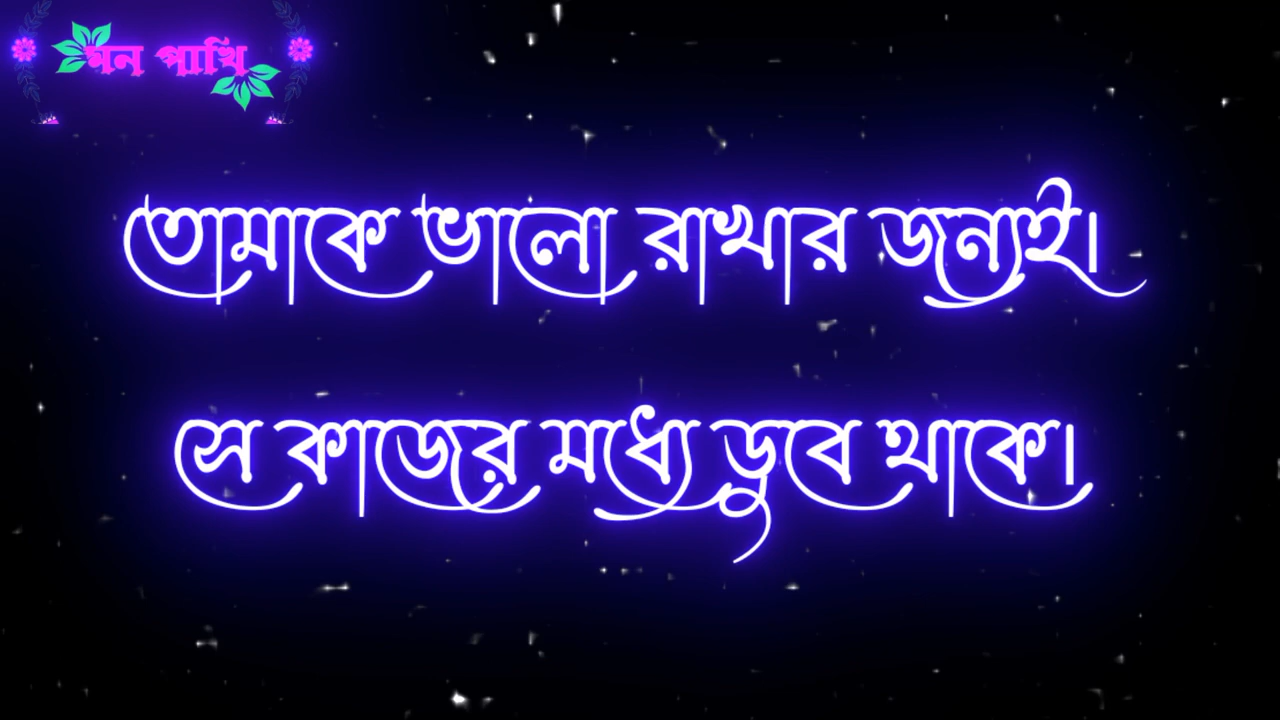 মন পাখি
তোমাকে ভালো রাখার জন্যই।
সে কাজের মধ্যে ডুবে থাকে।